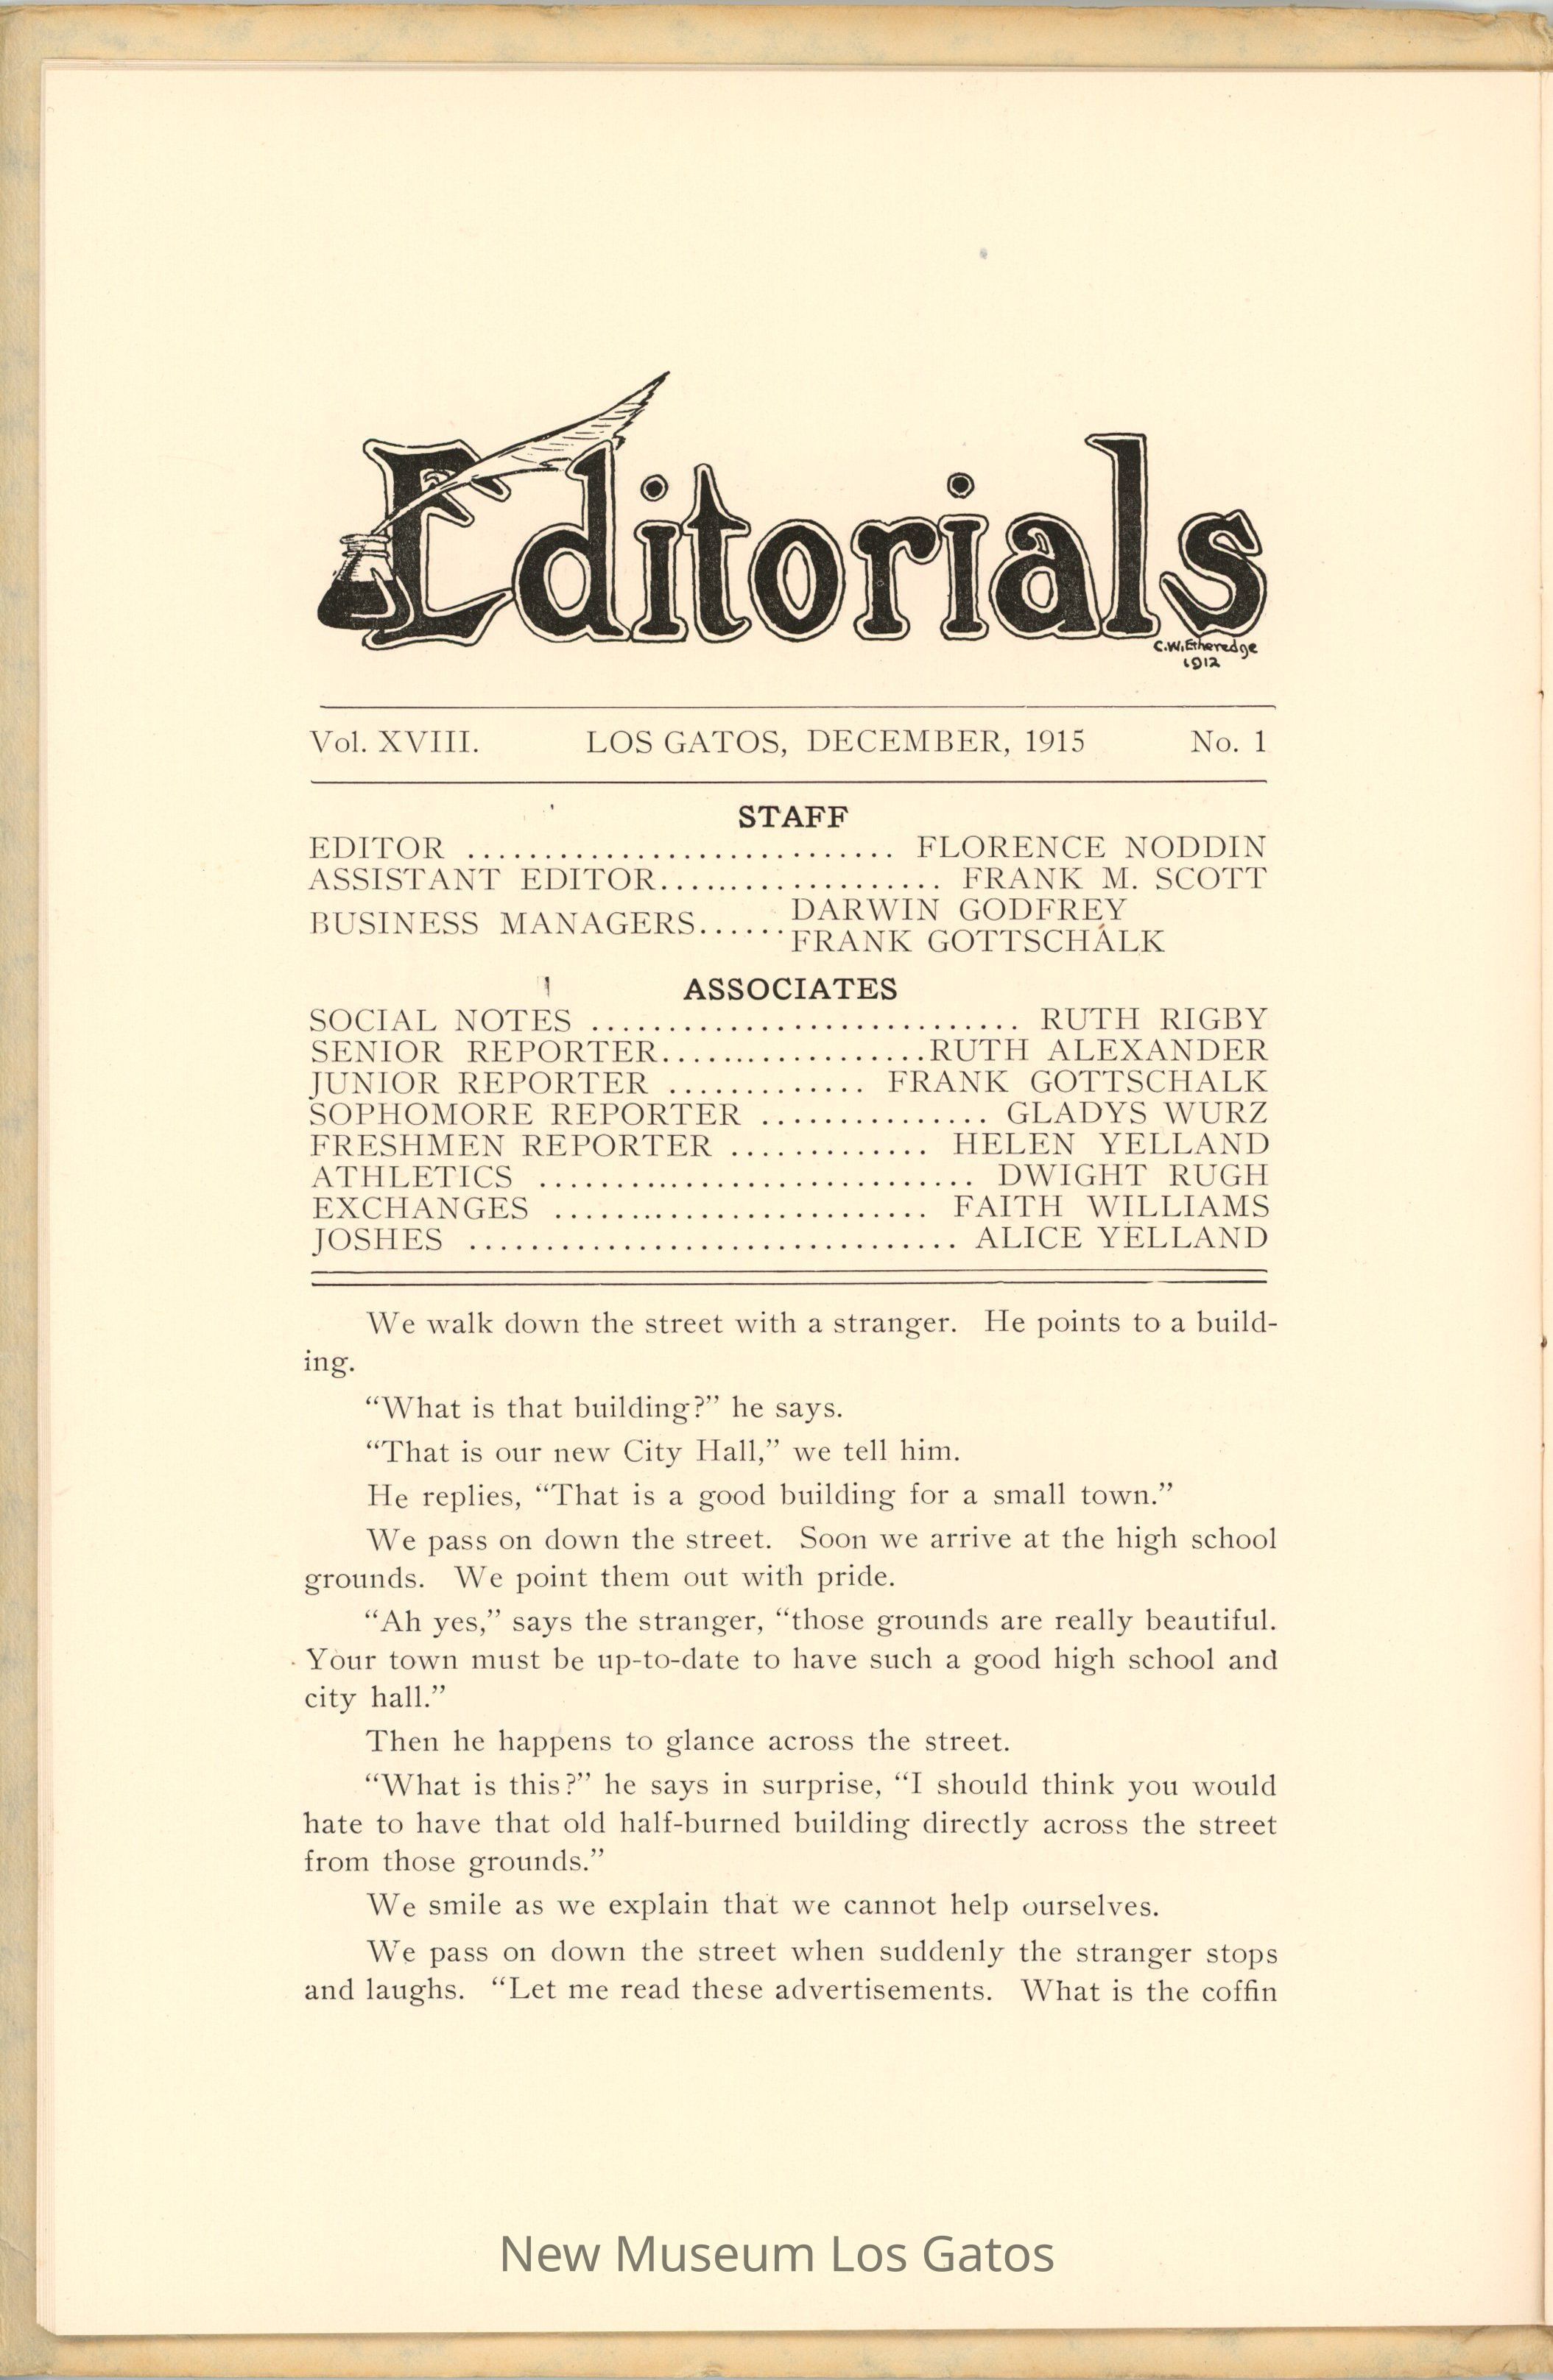 Editorials
C.W.Etheredge
1912
Vol. XVIII. LOS GATOS, DECEMBER, 1915 No. 1
STAFF
EDITOR ............................ FLORENCE NODDIN
ASSISTANT EDITOR................... FRANK M. SCOTT
BUSINESS MANAGERS...... DARWIN GODFREY
FRANK GOTTSCHALK
ASSOCIATES
SOCIAL NOTES ............................ RUTH RIGBY
SENIOR REPORTER..................RUTH ALEXANDER
JUNIOR REPORTER ............. FRANK GOTTSCHALK
SOPHOMORE REPORTER ............... GLADYS WURZ
FRESHMEN REPORTER ............. HELEN YELLAND
ATHLETICS ............................. DWIGHT RUGH
EXCHANGES ......................... FAITH WILLIAMS
JOSHES ................................ ALICE YELLAND
We walk down the street with a stranger. He points to a build-
ing.
“What is that building?” he says.
“That is our new City Hall,” we tell him.
He replies, “That is a good building for a small town.”
We pass on down the street. Soon we arrive at the high school
grounds. We point them out with pride.
“Ah yes,” says the stranger, “those grounds are really beautiful.
Your town must be up-to-date to have such a good high school and
city hall.”
Then he happens to glance across the street.
“What is this?” he says in surprise, “I should think you would
hate to have that old half-burned building directly across the street
from those grounds.”
We smile as we explain that we cannot help ourselves.
We pass on down the street when suddenly the stranger stops
and laughs. “Let me read these advertisements. What is the coffin
New Museum Los Gatos